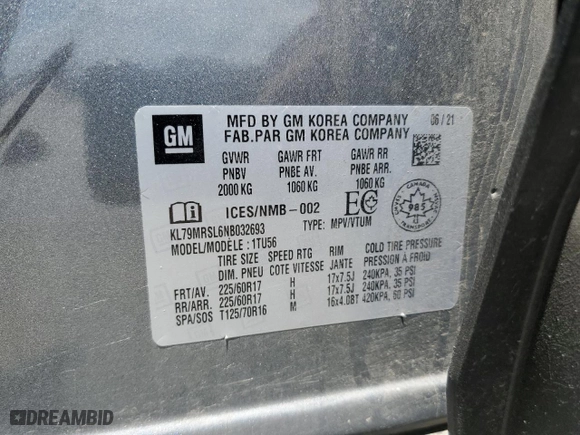 GM
MFD BY GM KOREA COMPANY 06 / 21
FAB.PAR GM KOREA COMPANY
GVWR GAWR FRT GAWR RR
PNBV PNBE AV. PNBE ARR.
2000 KG 1060 KG 1060 KG
ICES/NMB-002 EC CANADA 985
KL79MRSL6NB032693 TYPE: MPV/VTUM
MODEL/MODÈLE: 1TU56
TIRE SIZE SPEED RTG RIM COLD TIRE PRESSURE
DIM. PNEU COTE VITESSE JANTE PRESSION À FROID
FRT/AV. 225/60R17 H 17x7.5J 240KPA, 35 PSI
RR/ARR. 225/60R17 H 17x7.5J 240KPA, 35 PSI
SPA/SOS T125/70R16 M 16x4.0BT 420KPA, 60 PSI
DREAMBID